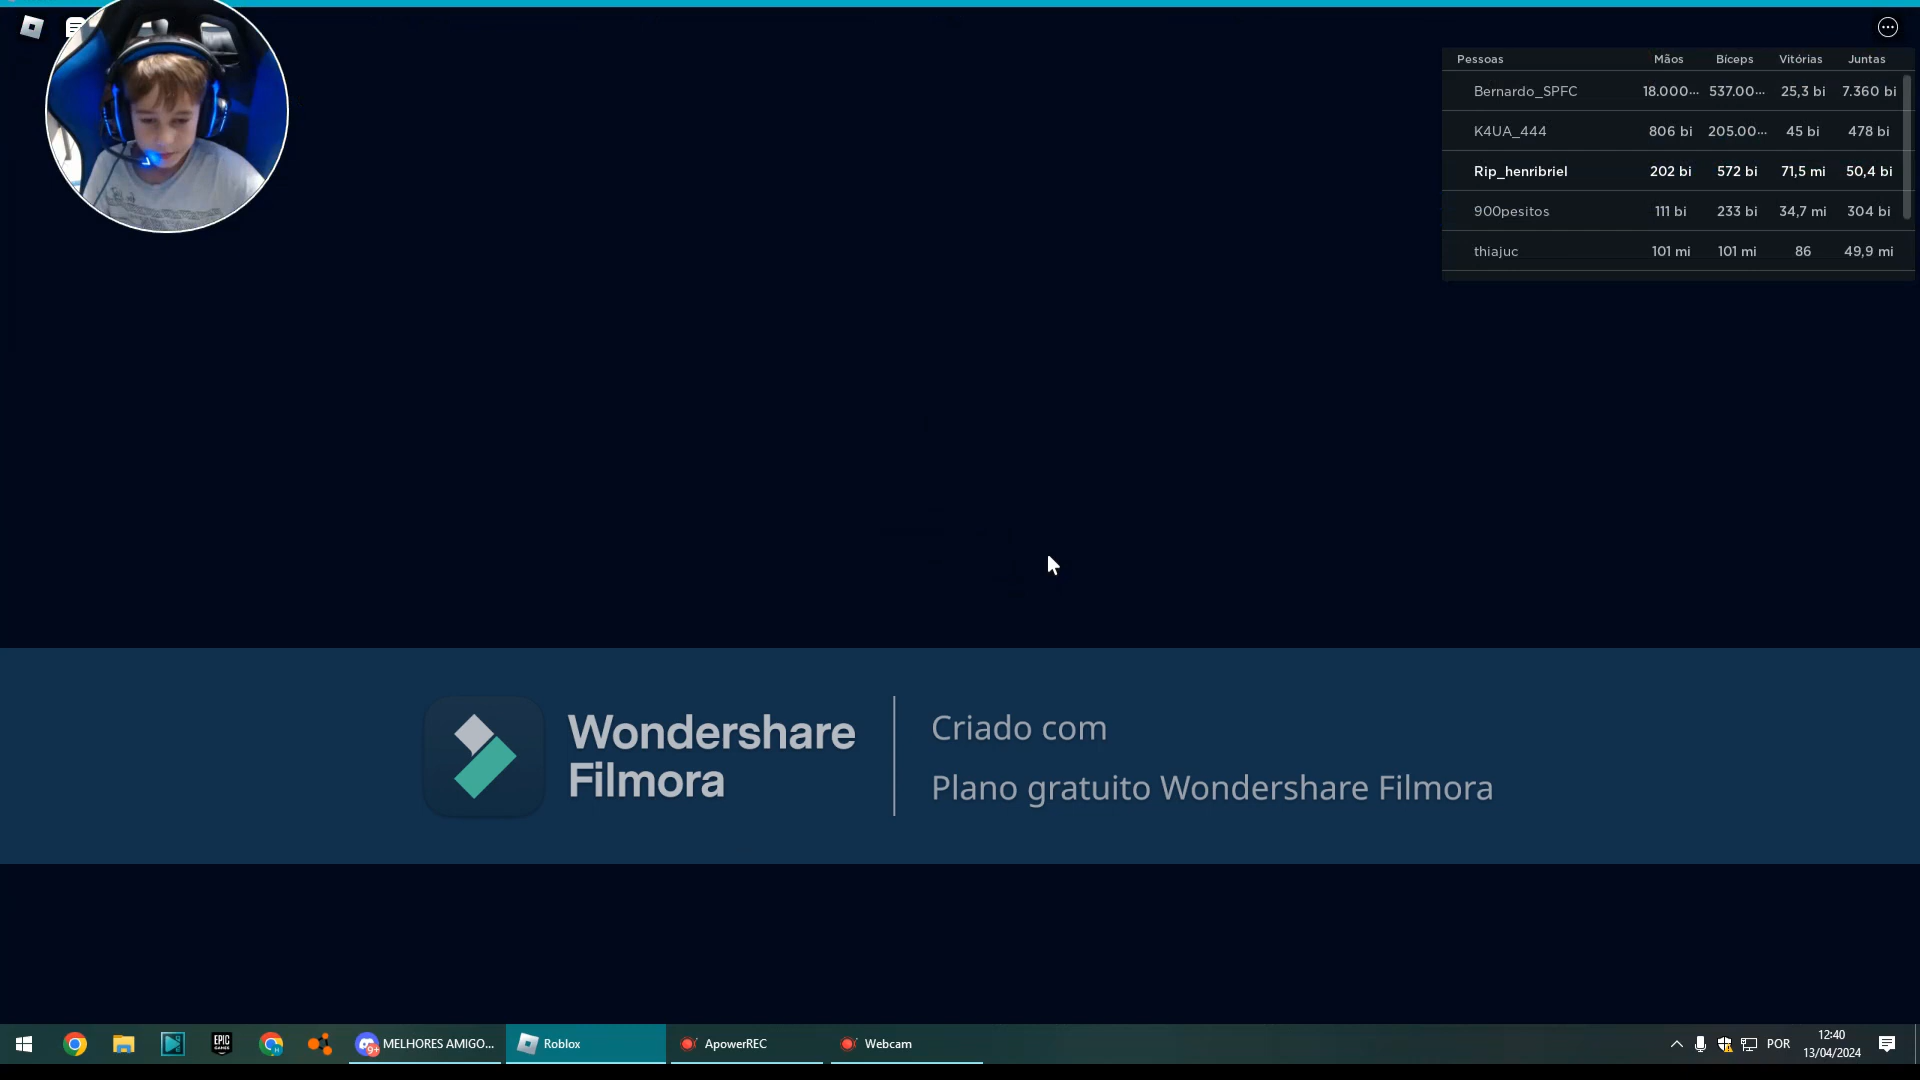 Pessoas Mãos Bíceps Vitórias Juntas
Bernardo_SPFC 18.000... 537.00... 25,3 bi 7.360 bi
K4UA_444 806 bi 205.00... 45 bi 478 bi
Rip_henribriel 202 bi 572 bi 71,5 mi 50,4 bi
900pesitos 111 bi 233 bi 34,7 mi 304 bi
thiajuc 101 mi 101 mi 86 49,9 mi
Wondershare
Filmora
Criado com
Plano gratuito Wondershare Filmora
EPIC
GAMES
9+
MELHORES AMIGO...
Roblox
ApowerREC
Webcam
POR
12:40
13/04/2024